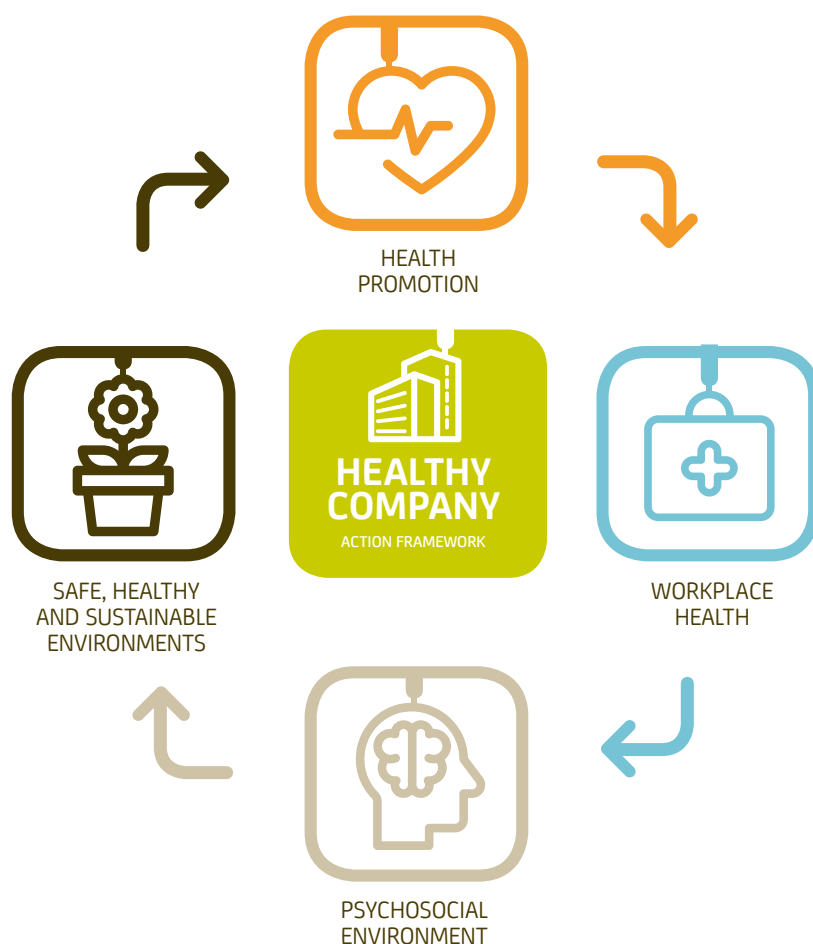 HEALTH
PROMOTION
HEALTHY
COMPANY
ACTION FRAMEWORK
SAFE, HEALTHY
AND SUSTAINABLE
ENVIRONMENTS
WORKPLACE
HEALTH
PSYCHOSOCIAL
ENVIRONMENT